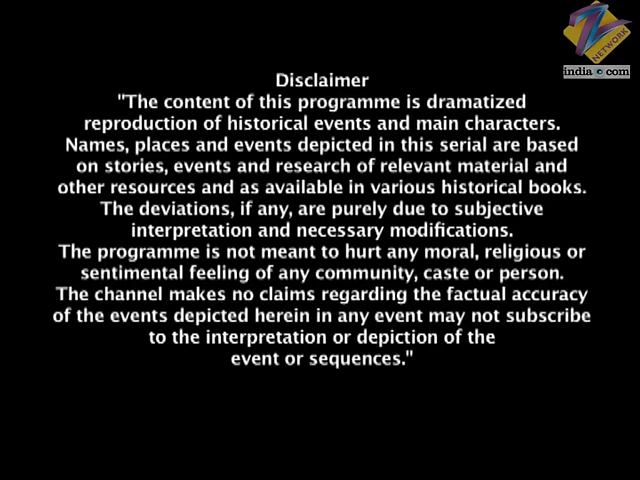 Z
NETWORK
india.com
Disclaimer
"The content of this programme is dramatized
reproduction of historical events and main characters.
Names, places and events depicted in this serial are based
on stories, events and research of relevant material and
other resources and as available in various historical books.
The deviations, if any, are purely due to subjective
interpretation and necessary modifications.
The programme is not meant to hurt any moral, religious or
sentimental feeling of any community, caste or person.
The channel makes no claims regarding the factual accuracy
of the events depicted herein in any event may not subscribe
to the interpretation or depiction of the
event or sequences."